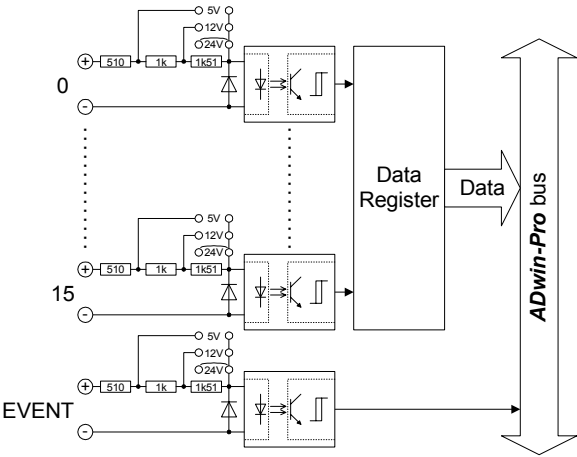 5V
12V
24V
+ 510 1k 1k51
0
-
5V
12V
24V
+ 510 1k 1k51
15
-
5V
12V
24V
+ 510 1k 1k51
EVENT
-
Data
Register
Data
ADwin-Pro bus